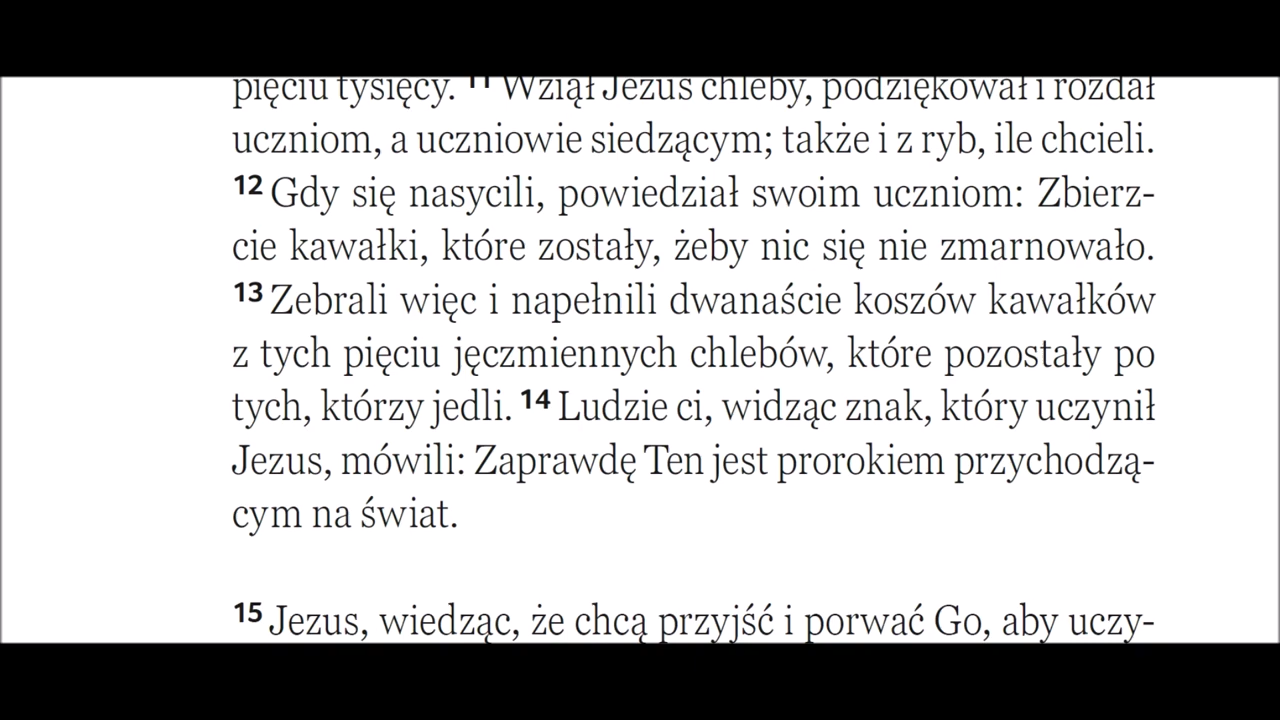 pięciu tysięcy. 11 Wziął Jezus chleby, podziękował i rozdał
uczniom, a uczniowie siedzącym; także i z ryb, ile chcieli.
12 Gdy się nasycili, powiedział swoim uczniom: Zbierz-
cie kawałki, które zostały, żeby nic się nie zmarnowało.
13 Zebrali więc i napełnili dwanaście koszów kawałków
z tych pięciu jęczmiennych chlebów, które pozostały po
tych, którzy jedli. 14 Ludzie ci, widząc znak, który uczynił
Jezus, mówili: Zaprawdę Ten jest prorokiem przychodzą-
cym na świat.
15 Jezus, wiedząc, że chcą przyjść i porwać Go, aby uczy-